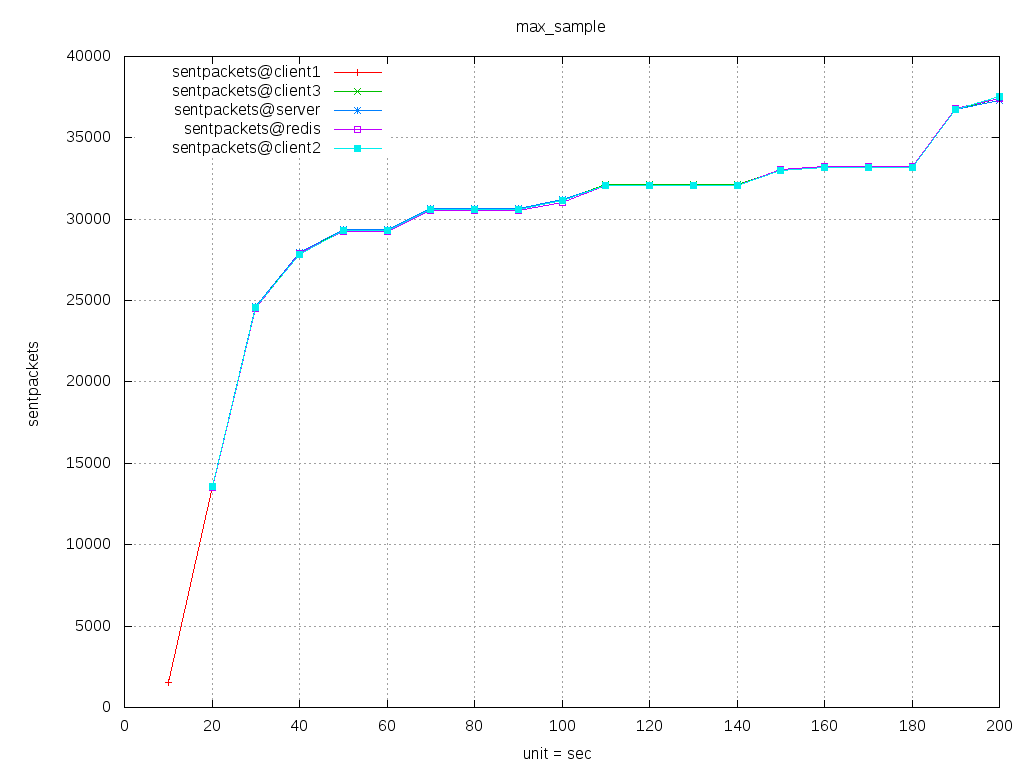 max_sample
40000
35000
30000
25000
20000
15000
10000
5000
0
sentpackets
sentpackets@client1
sentpackets@client3
sentpackets@server
sentpackets@redis
sentpackets@client2
0 20 40 60 80 100 120 140 160 180 200
unit = sec